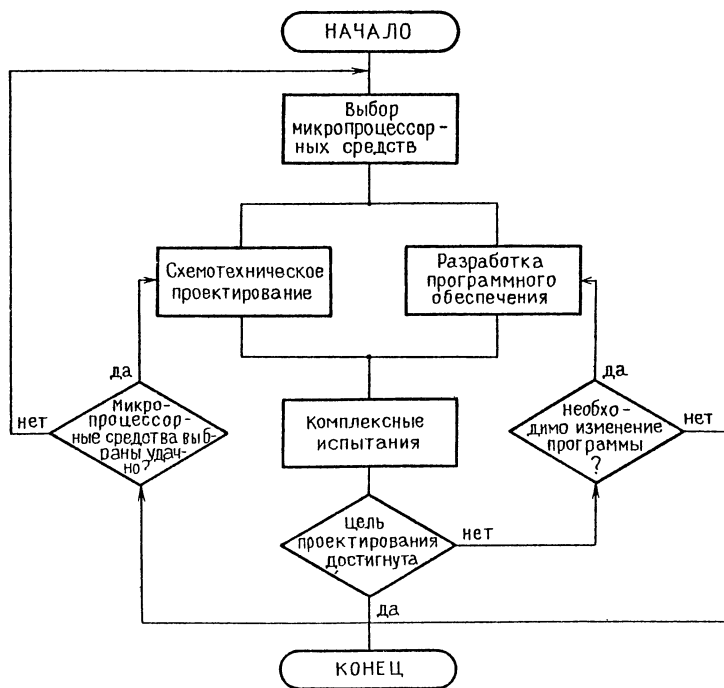 НАЧАЛО
Выбор
микропроцессор-
ных средств
Схемотехническое
проектирование
Разработка
программного
обеспечения
да
да
нет
Микро-
процессор-
ные средства выб-
раны удач-
но?
Комплексные
испытания
Необхо-
димо изменение
программы
?
нет
Цель
проектирования
достигнута
нет
да
КОНЕЦ